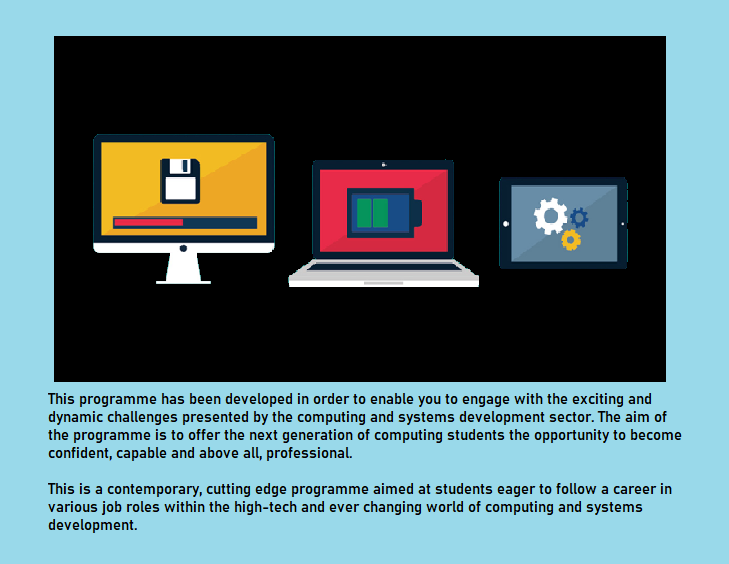 This programme has been developed in order to enable you to engage with the exciting and
dynamic challenges presented by the computing and systems development sector. The aim of
the programme is to offer the next generation of computing students the opportunity to become
confident, capable and above all, professional.
This is a contemporary, cutting edge programme aimed at students eager to follow a career in
various job roles within the high-tech and ever changing world of computing and systems
development.